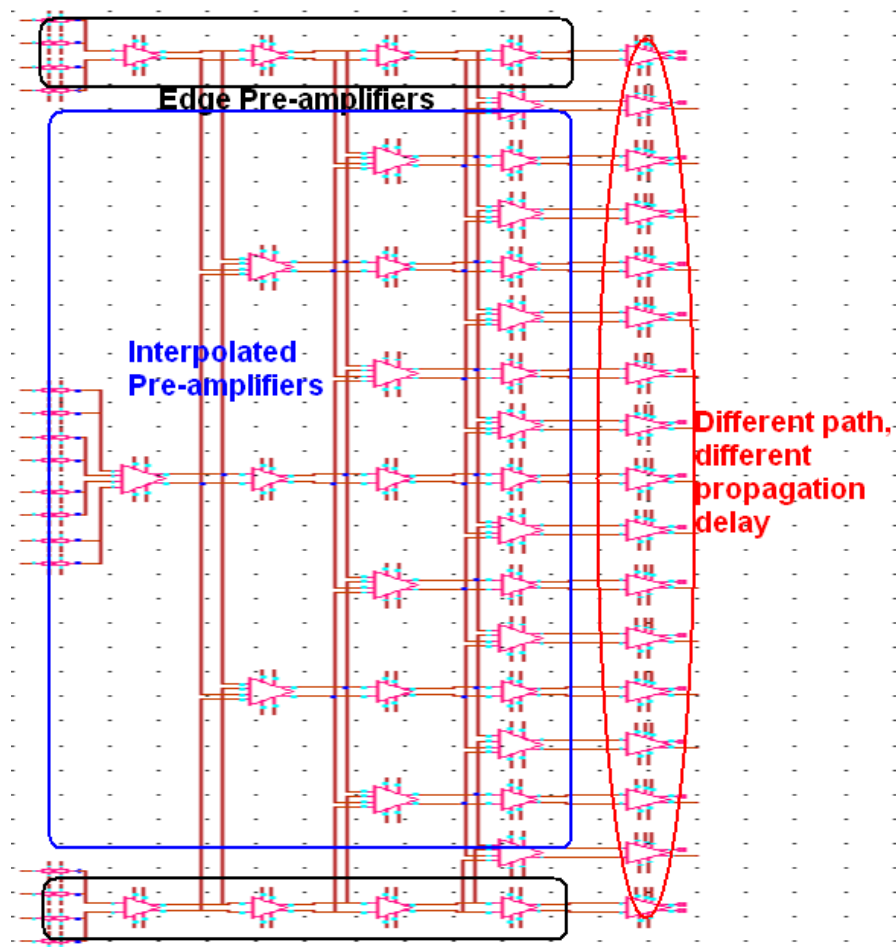 Edge Pre-amplifiers
Interpolated
Pre-amplifiers
Different path,
different
propagation
delay